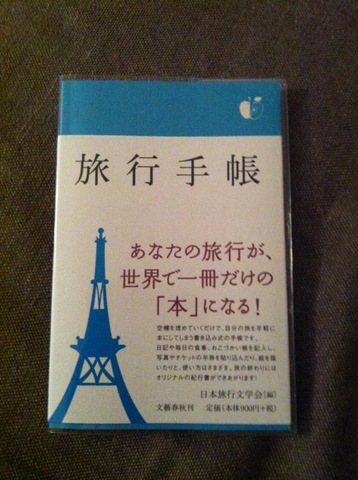 旅行手帳
あなたの旅行が、
世界で一冊だけの
「本」になる!
空欄を埋めていくだけで、自分の旅を手軽に
本にしてしまう書き込み式の手帳です。
日記や毎日の食事、おこづかい帳を記入し、
写真やチケットの半券を貼り込んだり、絵を描
いたりと、使い方はさまざま。旅の終わりには
オリジナルの紀行書ができあがります!
日本旅行文学会[編]
文藝春秋刊 定価(本体900円+税)